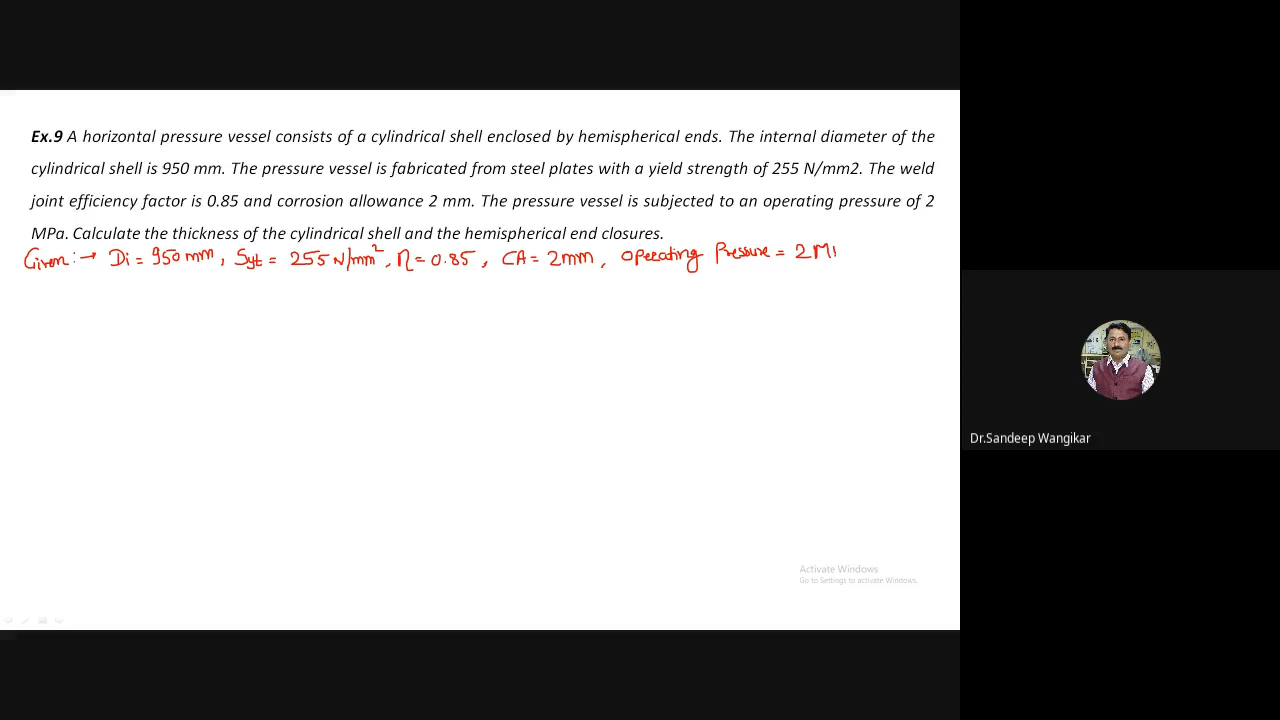 Ex.9 A horizontal pressure vessel consists of a cylindrical shell enclosed by hemispherical ends. The internal diameter of the
cylindrical shell is 950 mm. The pressure vessel is fabricated from steel plates with a yield strength of 255 N/mm2. The weld
joint efficiency factor is 0.85 and corrosion allowance 2 mm. The pressure vessel is subjected to an operating pressure of 2
MPa. Calculate the thickness of the cylindrical shell and the hemispherical end closures.
Given:→ Di = 950 mm, Syt = 255 N/mm², η = 0.85, CA = 2mm, Operating Pressure = 2 M
Dr.Sandeep Wangikar
Activate Windows
Go to Settings to activate Windows.